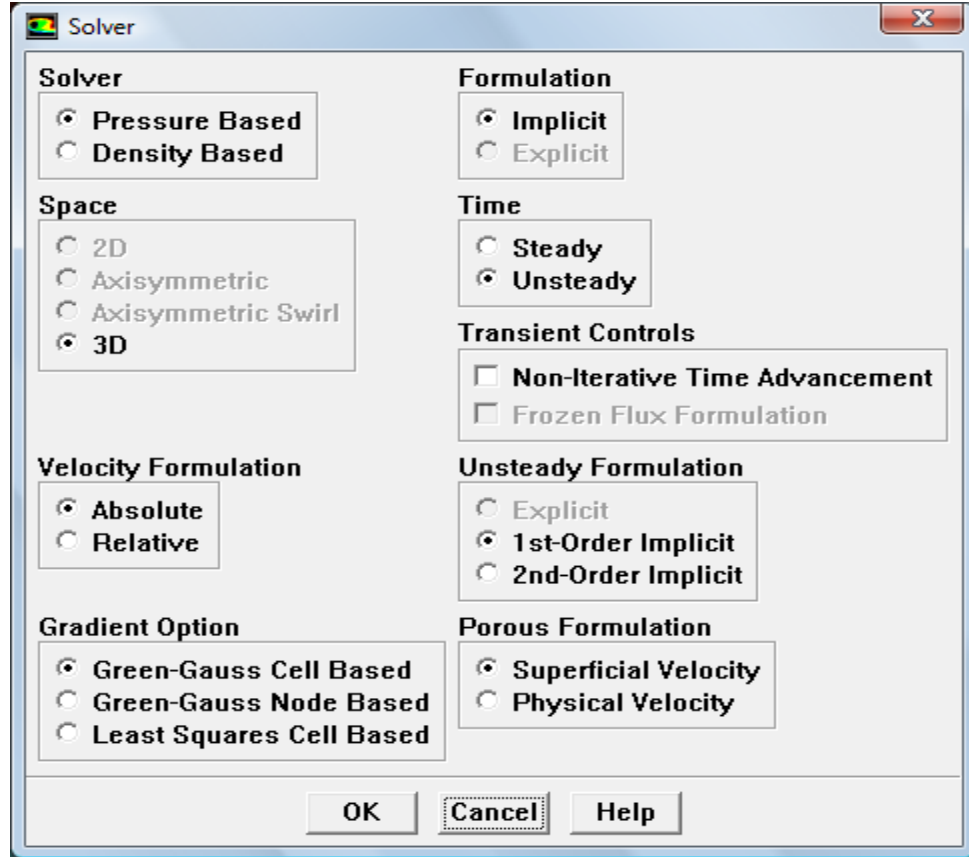 Solver
Solver
Pressure Based
Density Based
Formulation
Implicit
Explicit
Space
2D
Axisymmetric
Axisymmetric Swirl
3D
Time
Steady
Unsteady
Transient Controls
Non-Iterative Time Advancement
Frozen Flux Formulation
Velocity Formulation
Absolute
Relative
Unsteady Formulation
Explicit
1st-Order Implicit
2nd-Order Implicit
Gradient Option
Green-Gauss Cell Based
Green-Gauss Node Based
Least Squares Cell Based
Porous Formulation
Superficial Velocity
Physical Velocity
OK
Cancel
Help